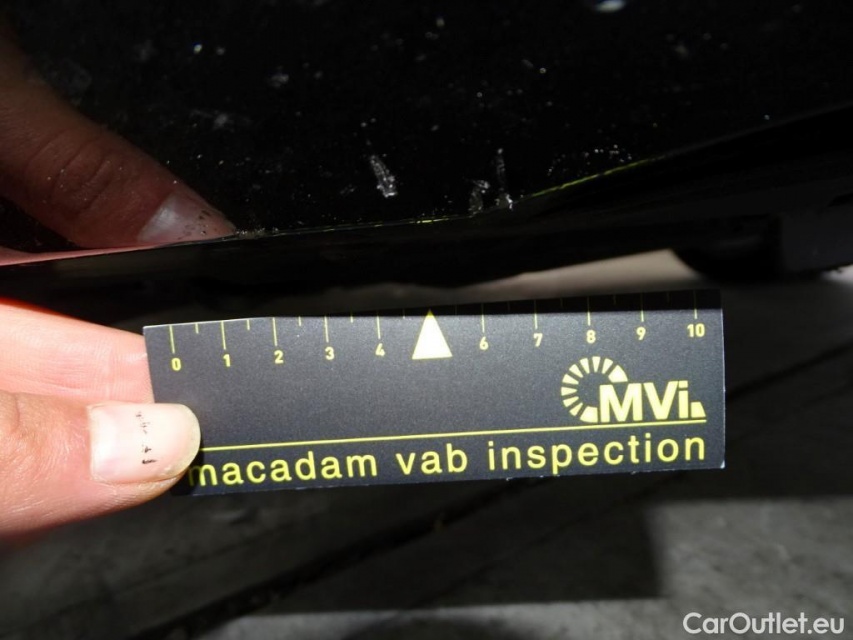 0 1 2 3 4 6 7 8 9 10
MVi
macadam vab inspection
CarOutlet.eu